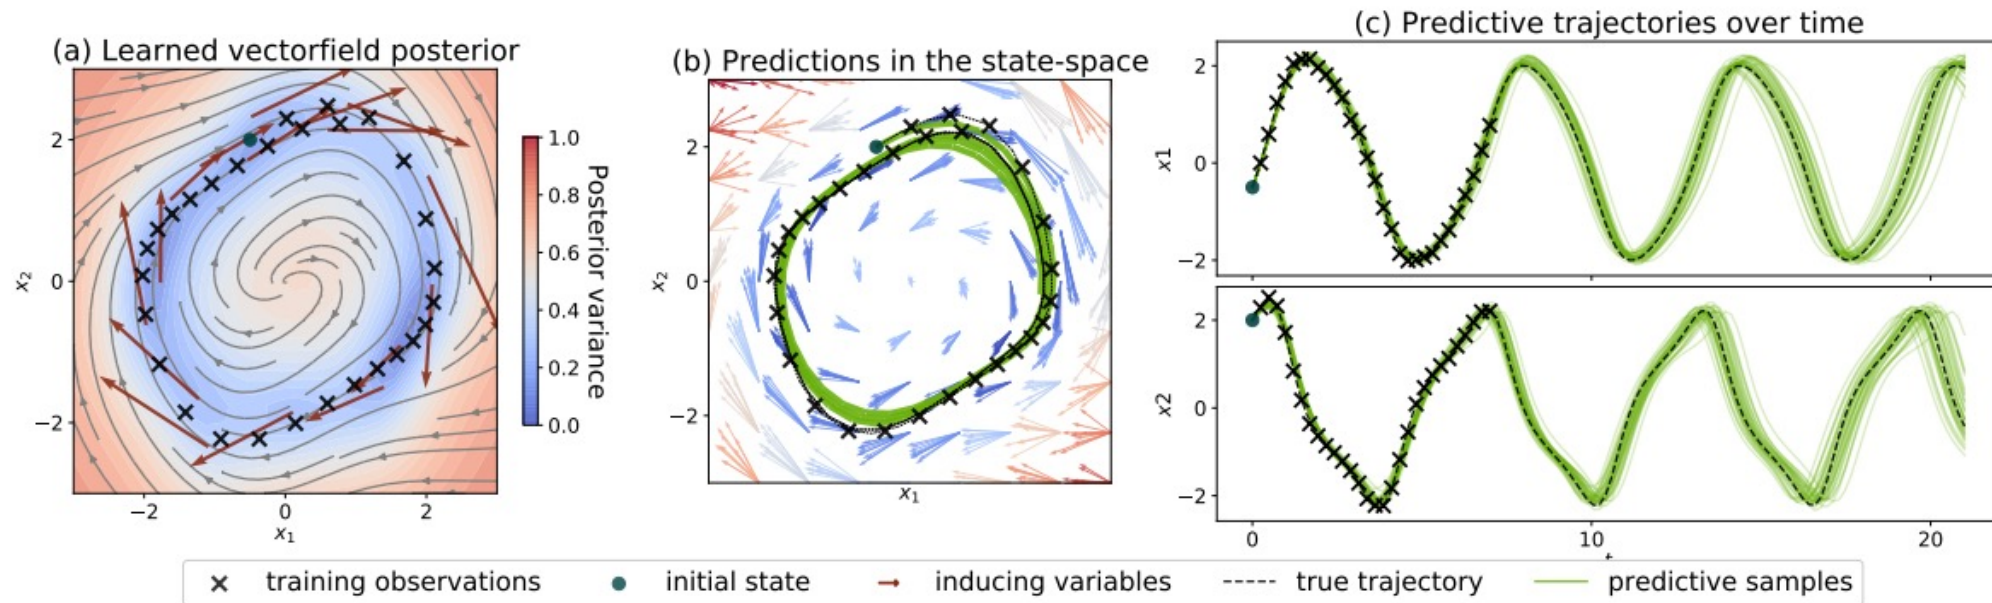 (a) Learned vectorfield posterior
2
0
−2
x₂
−2
0
2
x₁
1.0
0.8
0.6
0.4
0.2
0.0
Posterior variance
(b) Predictions in the state-space
2
0
−2
x₂
x₁
(c) Predictive trajectories over time
2
0
−2
x1
2
0
−2
x2
0
10
20
training observations
initial state
inducing variables
true trajectory
predictive samples